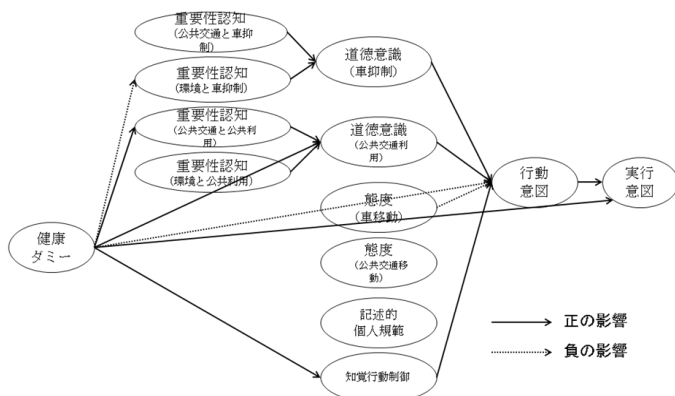 重要性認知
(公共交通と車抑
制)
重要性認知
(環境と車抑制)
重要性認知
(公共交通と公共利
用)
重要性認知
(環境と公共利用)
健康
ダミー
道徳意識
(車抑制)
道徳意識
(公共交通利
用)
態度
(車移動)
態度
(公共交通移
動)
記述的
個人規範
知覚行動制御
行動
意図
実行
意図
正の影響
負の影響